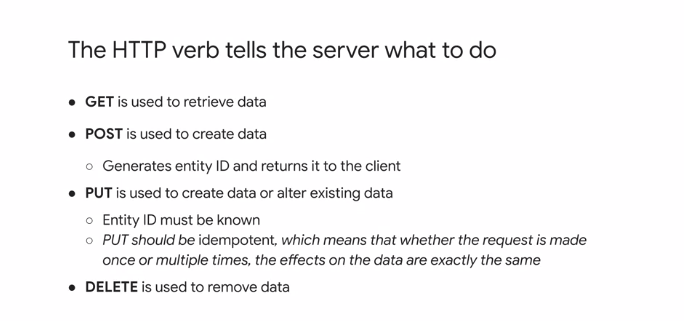 The HTTP verb tells the server what to do
● GET is used to retrieve data
● POST is used to create data
○ Generates entity ID and returns it to the client
● PUT is used to create data or alter existing data
○ Entity ID must be known
○ PUT should be idempotent, which means that whether the request is made
once or multiple times, the effects on the data are exactly the same
● DELETE is used to remove data